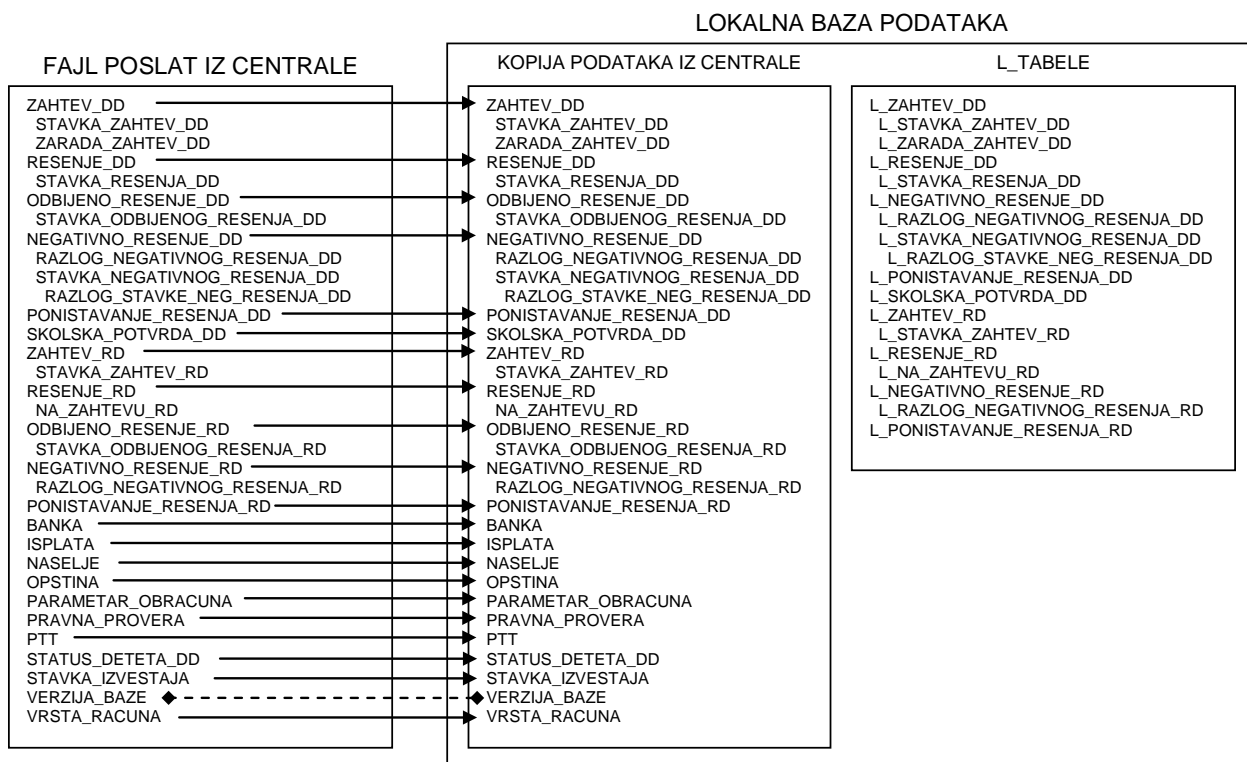 LOKALNA BAZA PODATAKA
FAJL POSLAT IZ CENTRALE
ZAHTEV_DD
STAVKA_ZAHTEV_DD
ZARADA_ZAHTEV_DD
RESENJE_DD
STAVKA_RESENJA_DD
ODBIJENO_RESENJE_DD
STAVKA_ODBIJENOG_RESENJA_DD
NEGATIVNO_RESENJE_DD
RAZLOG_NEGATIVNOG_RESENJA_DD
STAVKA_NEGATIVNOG_RESENJA_DD
RAZLOG_STAVKE_NEG_RESENJA_DD
PONISTAVANJE_RESENJA_DD
SKOLSKA_POTVRDA_DD
ZAHTEV_RD
STAVKA_ZAHTEV_RD
RESENJE_RD
NA_ZAHTEVU_RD
ODBIJENO_RESENJE_RD
STAVKA_ODBIJENOG_RESENJA_RD
NEGATIVNO_RESENJE_RD
RAZLOG_NEGATIVNOG_RESENJA_RD
PONISTAVANJE_RESENJA_RD
BANKA
ISPLATA
NASELJE
OPSTINA
PARAMETAR_OBRACUNA
PRAVNA_PROVERA
PTT
STATUS_DETETA_DD
STAVKA_IZVESTAJA
VERZIJA_BAZE
VRSTA_RACUNA
KOPIJA PODATAKA IZ CENTRALE
ZAHTEV_DD
STAVKA_ZAHTEV_DD
ZARADA_ZAHTEV_DD
RESENJE_DD
STAVKA_RESENJA_DD
ODBIJENO_RESENJE_DD
STAVKA_ODBIJENOG_RESENJA_DD
NEGATIVNO_RESENJE_DD
RAZLOG_NEGATIVNOG_RESENJA_DD
STAVKA_NEGATIVNOG_RESENJA_DD
RAZLOG_STAVKE_NEG_RESENJA_DD
PONISTAVANJE_RESENJA_DD
SKOLSKA_POTVRDA_DD
ZAHTEV_RD
STAVKA_ZAHTEV_RD
RESENJE_RD
NA_ZAHTEVU_RD
ODBIJENO_RESENJE_RD
STAVKA_ODBIJENOG_RESENJA_RD
NEGATIVNO_RESENJE_RD
RAZLOG_NEGATIVNOG_RESENJA_RD
PONISTAVANJE_RESENJA_RD
BANKA
ISPLATA
NASELJE
OPSTINA
PARAMETAR_OBRACUNA
PRAVNA_PROVERA
PTT
STATUS_DETETA_DD
STAVKA_IZVESTAJA
VERZIJA_BAZE
VRSTA_RACUNA
L_TABELE
L_ZAHTEV_DD
L_STAVKA_ZAHTEV_DD
L_ZARADA_ZAHTEV_DD
L_RESENJE_DD
L_STAVKA_RESENJA_DD
L_NEGATIVNO_RESENJE_DD
L_RAZLOG_NEGATIVNOG_RESENJA_DD
L_STAVKA_NEGATIVNOG_RESENJA_DD
L_RAZLOG_STAVKE_NEG_RESENJA_DD
L_PONISTAVANJE_RESENJA_DD
L_SKOLSKA_POTVRDA_DD
L_ZAHTEV_RD
L_STAVKA_ZAHTEV_RD
L_RESENJE_RD
L_NA_ZAHTEVU_RD
L_NEGATIVNO_RESENJE_RD
L_RAZLOG_NEGATIVNOG_RESENJA_RD
L_PONISTAVANJE_RESENJA_RD